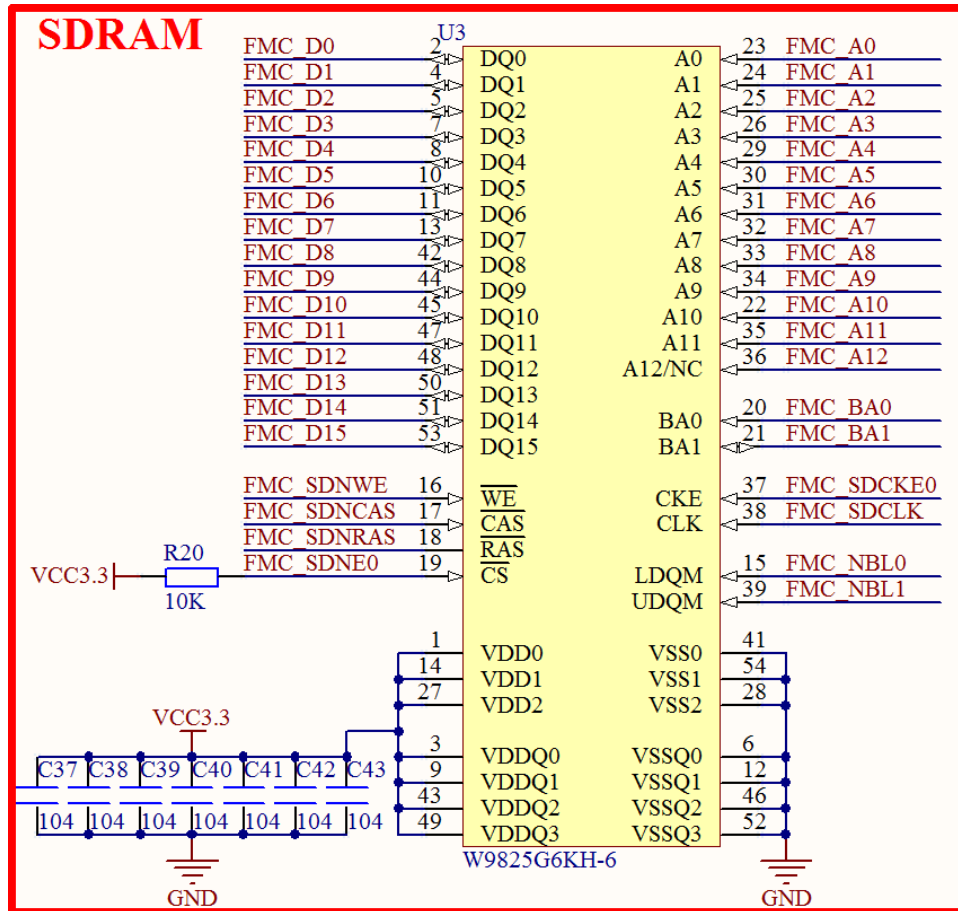 SDRAM
U3
FMC_D0 2 DQ0 A0 23 FMC_A0
FMC_D1 4 DQ1 A1 24 FMC_A1
FMC_D2 5 DQ2 A2 25 FMC_A2
FMC_D3 7 DQ3 A3 26 FMC_A3
FMC_D4 8 DQ4 A4 29 FMC_A4
FMC_D5 10 DQ5 A5 30 FMC_A5
FMC_D6 11 DQ6 A6 31 FMC_A6
FMC_D7 13 DQ7 A7 32 FMC_A7
FMC_D8 42 DQ8 A8 33 FMC_A8
FMC_D9 44 DQ9 A9 34 FMC_A9
FMC_D10 45 DQ10 A10 22 FMC_A10
FMC_D11 47 DQ11 A11 35 FMC_A11
FMC_D12 48 DQ12 A12/NC 36 FMC_A12
FMC_D13 50 DQ13
FMC_D14 51 DQ14 BA0 20 FMC_BA0
FMC_D15 53 DQ15 BA1 21 FMC_BA1
FMC_SDNWE 16 WE CKE 37 FMC_SDCKE0
FMC_SDNCAS 17 CAS CLK 38 FMC_SDCLK
FMC_SDNRAS 18 RAS
R20
VCC3.3 FMC_SDNE0 19 CS LDQM 15 FMC_NBL0
10K UDQM 39 FMC_NBL1
1 VDD0 VSS0 41
14 VDD1 VSS1 54
27 VDD2 VSS2 28
VCC3.3
3 VDDQ0 VSSQ0 6
C37 C38 C39 C40 C41 C42 C43
9 VDDQ1 VSSQ1 12
43 VDDQ2 VSSQ2 46
104 104 104 104 104 104 104
49 VDDQ3 VSSQ3 52
W9825G6KH-6
GND GND